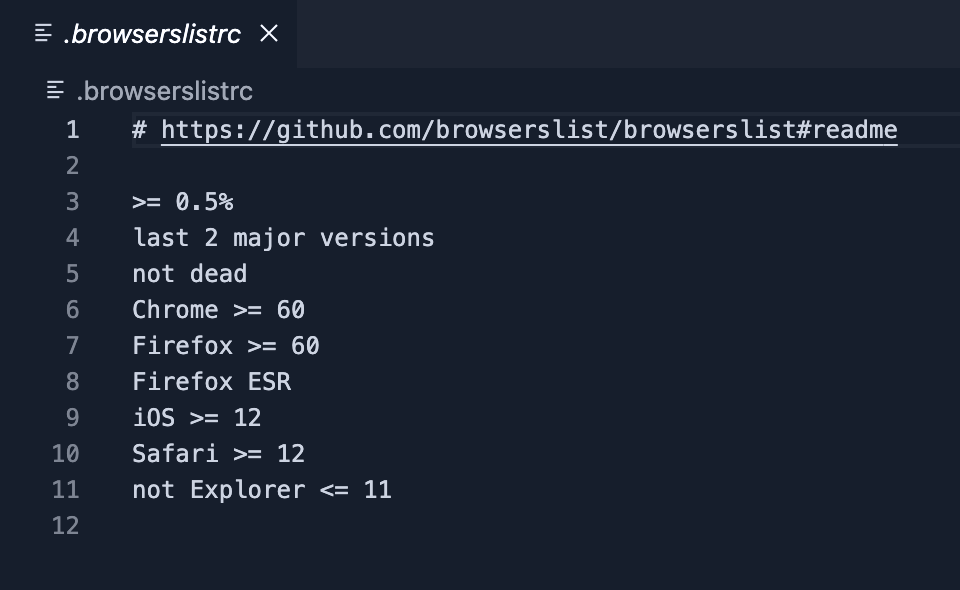 .browserslistrc
.browserslistrc
1 # https://github.com/browserslist/browserslist#readme
2
3 >= 0.5%
4 last 2 major versions
5 not dead
6 Chrome >= 60
7 Firefox >= 60
8 Firefox ESR
9 iOS >= 12
10 Safari >= 12
11 not Explorer <= 11
12